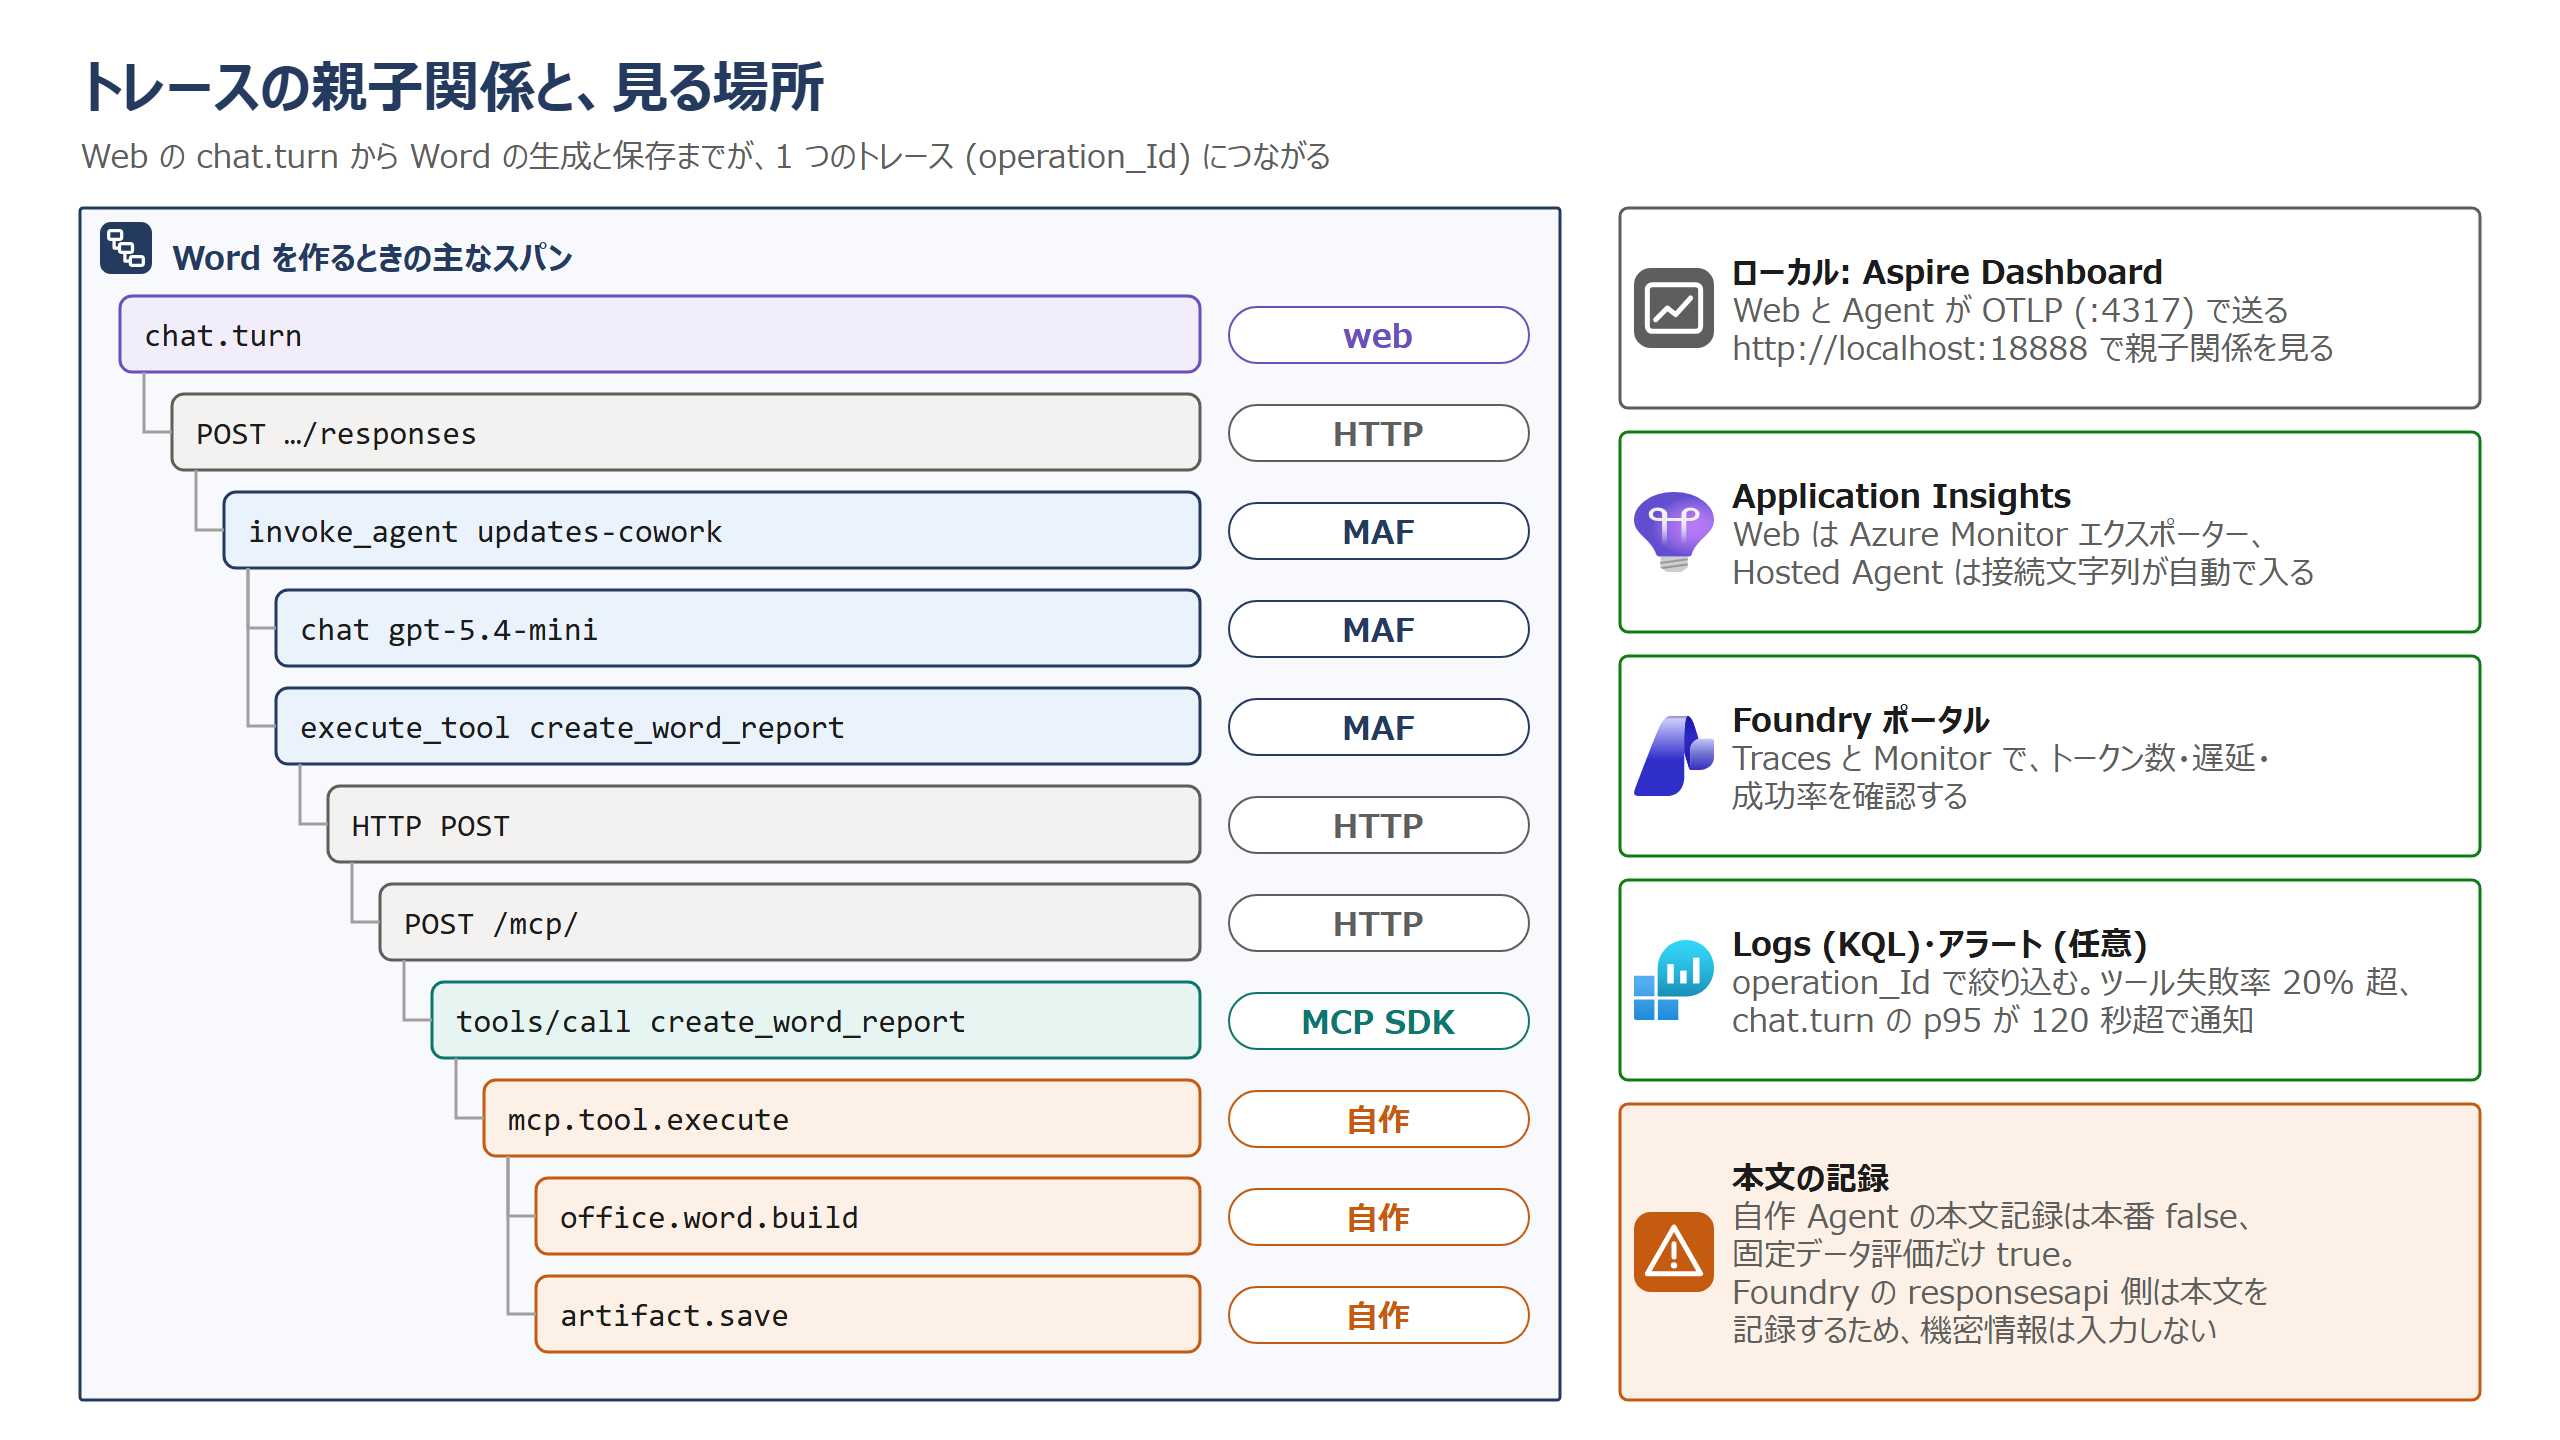 トレースの親子関係と、見る場所
Web の chat.turn から Word の生成と保存までが、1 つのトレース (operation_Id) につながる
Word を作るときの主なスパン
chat.turn
web
POST …/responses
HTTP
invoke_agent updates-cowork
MAF
chat gpt-5.4-mini
MAF
execute_tool create_word_report
MAF
HTTP POST
HTTP
POST /mcp/
HTTP
tools/call create_word_report
MCP SDK
mcp.tool.execute
自作
office.word.build
自作
artifact.save
自作
ローカル: Aspire Dashboard
Web と Agent が OTLP (:4317) で送る
http://localhost:18888 で親子関係を見る
Application Insights
Web は Azure Monitor エクスポーター、
Hosted Agent は接続文字列が自動で入る
Foundry ポータル
Traces と Monitor で、トークン数・遅延・
成功率を確認する
Logs (KQL)・アラート (任意)
operation_Id で絞り込む。ツール失敗率 20% 超、
chat.turn の p95 が 120 秒超で通知
本文の記録
自作 Agent の本文記録は本番 false、
固定データ評価だけ true。
Foundry の responsesapi 側は本文を
記録するため、機密情報は入力しない